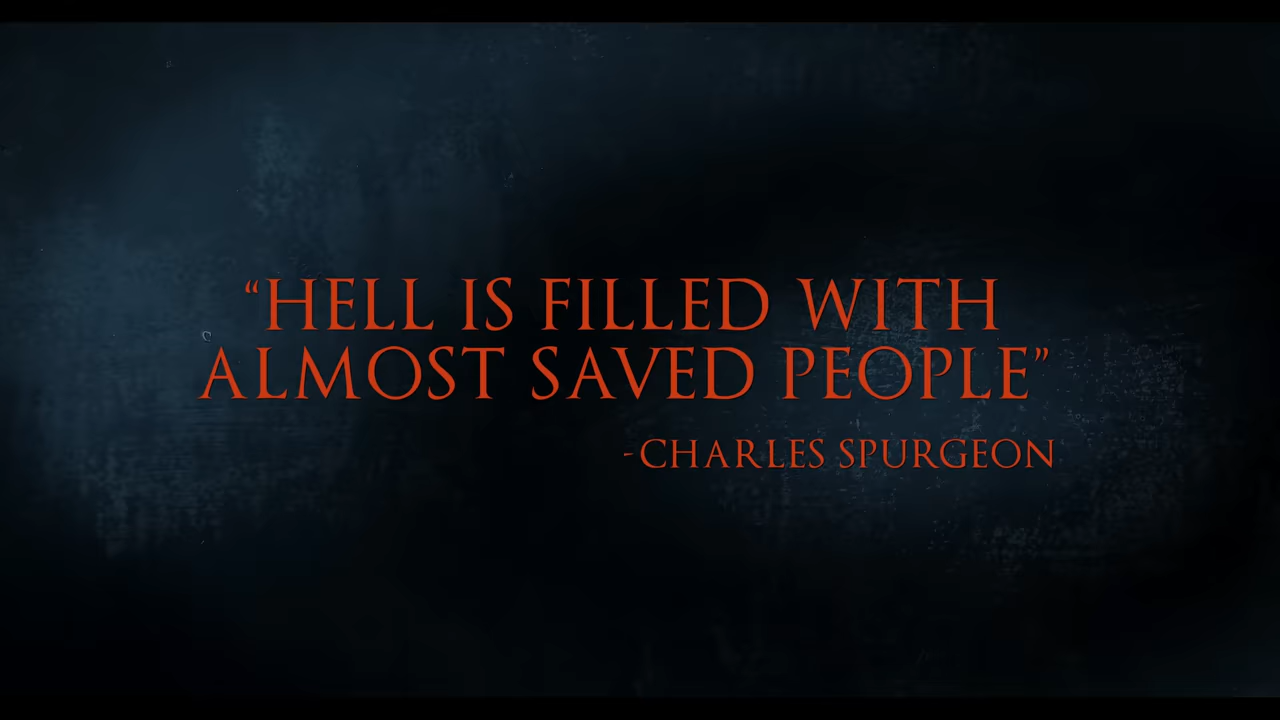 “HELL IS FILLED WITH
ALMOST SAVED PEOPLE”
-CHARLES SPURGEON